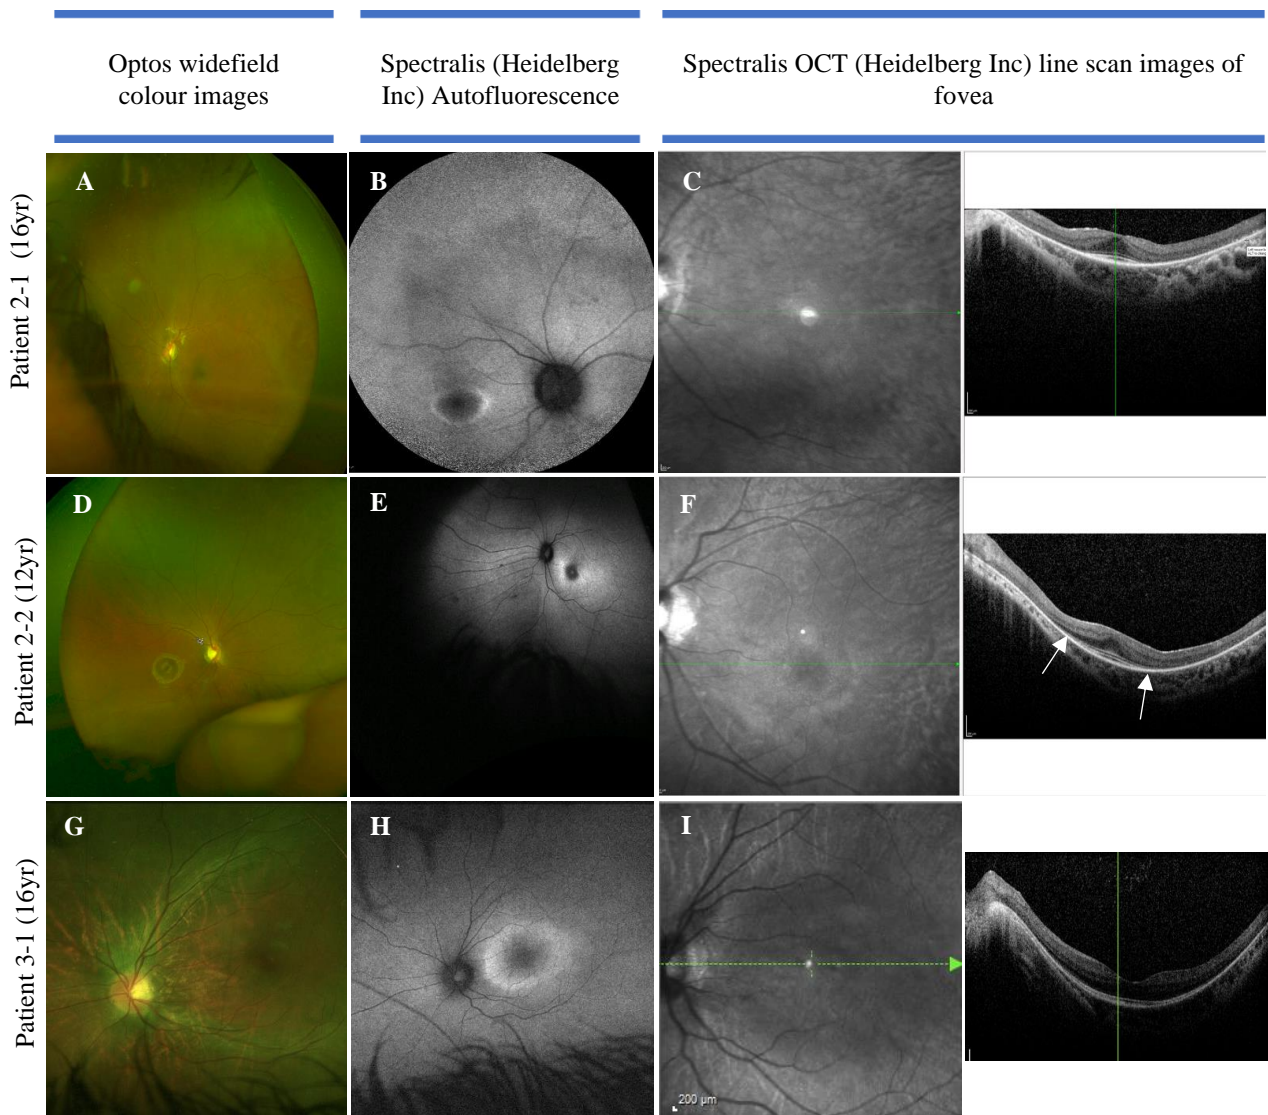 Optos widefield
colour images
Spectralis (Heidelberg
Inc) Autofluorescence
Spectralis OCT (Heidelberg Inc) line scan images of
fovea
Patient 2-1 (16yr)
A
B
C
Patient 2-2 (12yr)
D
E
F
Patient 3-1 (16yr)
G
H
I
200 µm